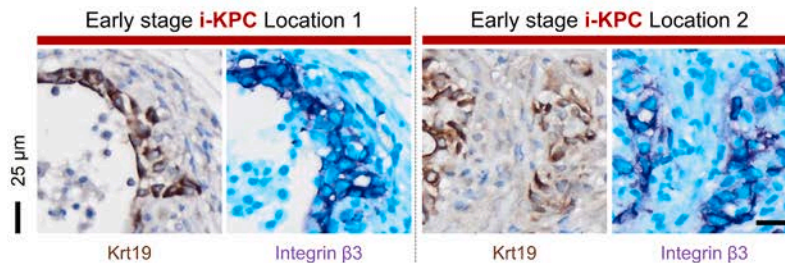 Early stage i-KPC Location 1
Early stage i-KPC Location 2
25 µm
Krt19
Integrin β3
Krt19
Integrin β3